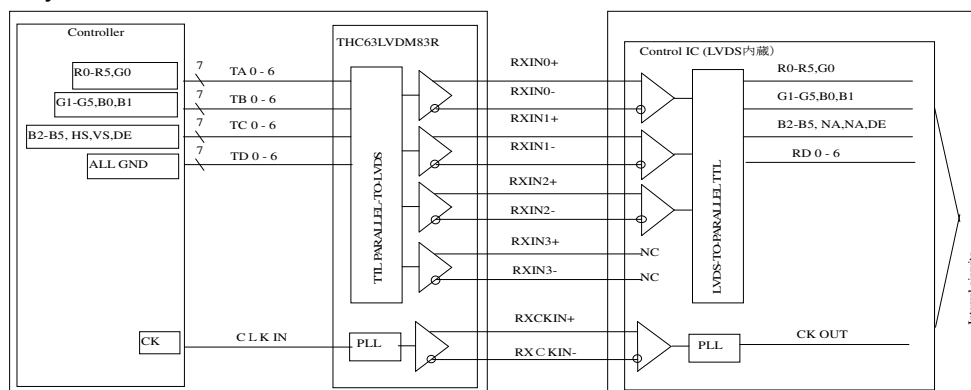 Controller
THC63LVDM83R
Control IC (LVDS内蔵)
R0-R5,G0
7
TA 0 - 6
RXIN0+
R0-R5,G0
G1-G5,B0,B1
7
TB 0 - 6
RXIN0-
G1-G5,B0,B1
B2-B5, HS,VS,DE
7
TC 0 - 6
RXIN1+
B2-B5, NA,NA,DE
ALL GND
7
TD 0 - 6
RXIN1-
RD 0 - 6
TTL PARALLEL-TO-LVDS
LVDS-TO-PARALLEL TTL
RXIN2+
RXIN2-
RXIN3+
NC
RXIN3-
NC
CK
C L K IN
PLL
RXCKIN+
RX C KIN-
PLL
CK OUT